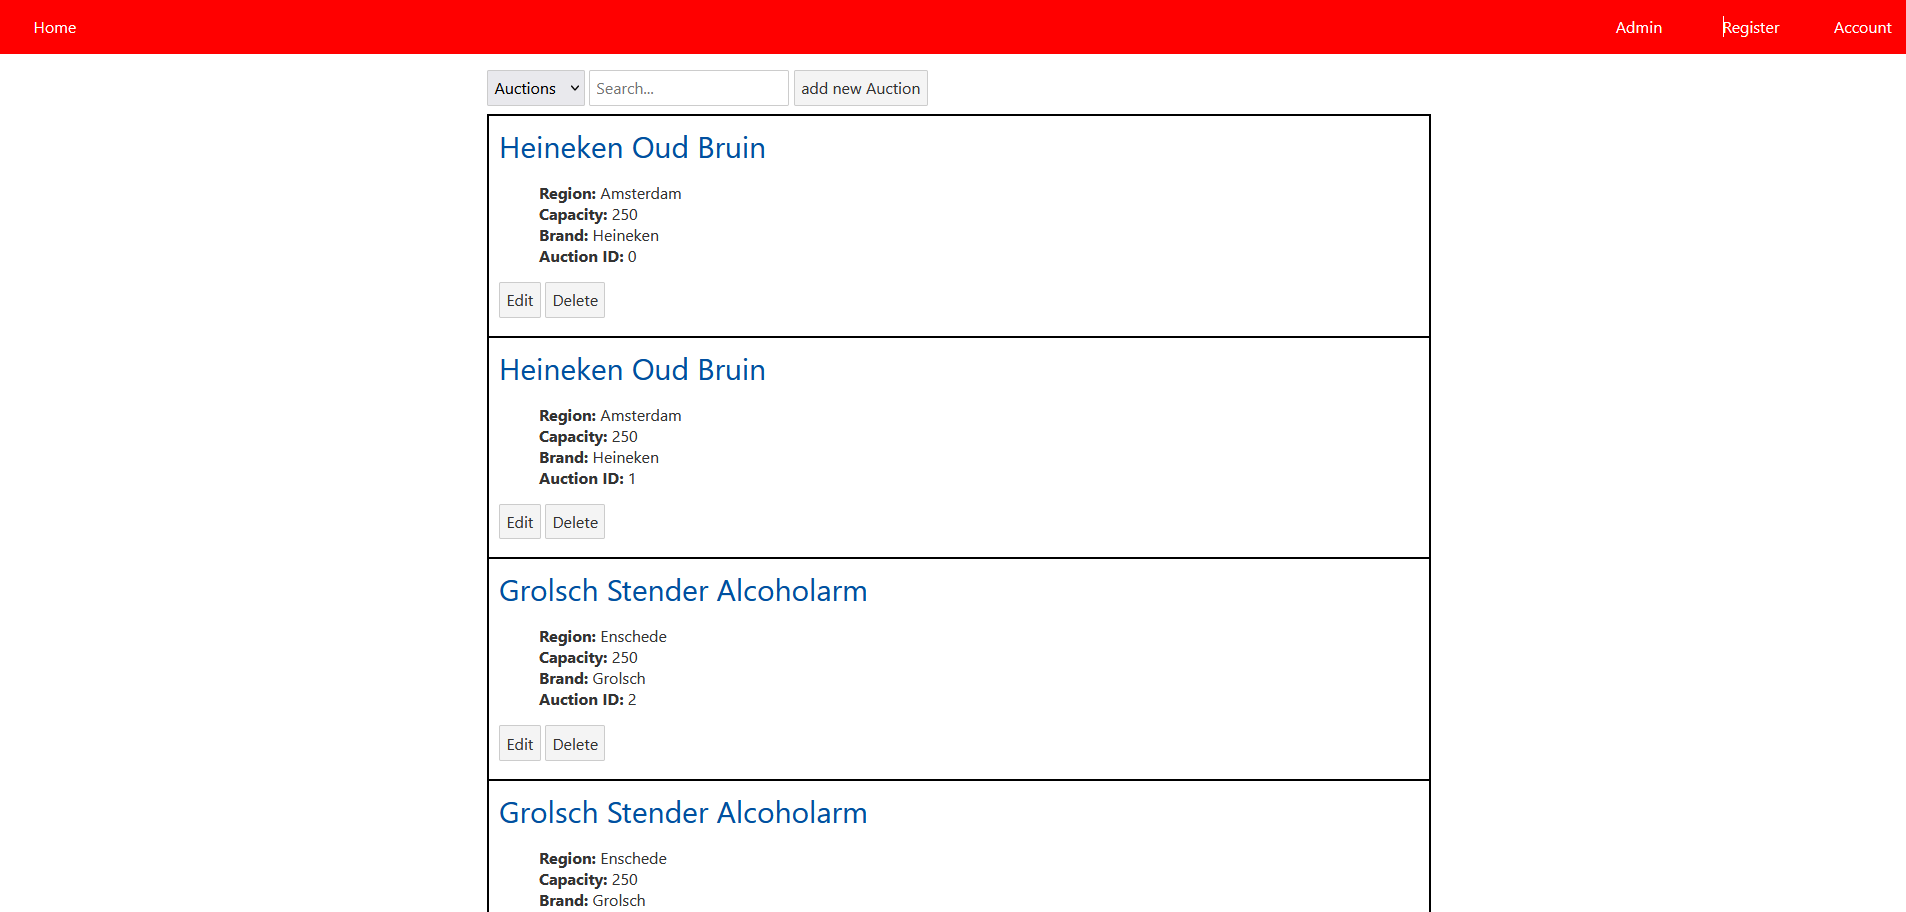 Home Admin Register Account
Auctions Search... add new Auction
Heineken Oud Bruin
Region: Amsterdam
Capacity: 250
Brand: Heineken
Auction ID: 0
Edit Delete
Heineken Oud Bruin
Region: Amsterdam
Capacity: 250
Brand: Heineken
Auction ID: 1
Edit Delete
Grolsch Stender Alcoholarm
Region: Enschede
Capacity: 250
Brand: Grolsch
Auction ID: 2
Edit Delete
Grolsch Stender Alcoholarm
Region: Enschede
Capacity: 250
Brand: Grolsch